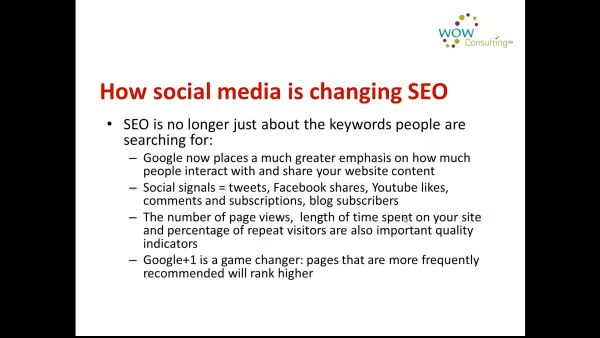 WOW
Consulting™
How social media is changing SEO
• SEO is no longer just about the keywords people are
searching for:
– Google now places a much greater emphasis on how much
people interact with and share your website content
– Social signals = tweets, Facebook shares, Youtube likes,
comments and subscriptions, blog subscribers
– The number of page views, length of time spent on your site
and percentage of repeat visitors are also important quality
indicators
– Google+1 is a game changer: pages that are more frequently
recommended will rank higher